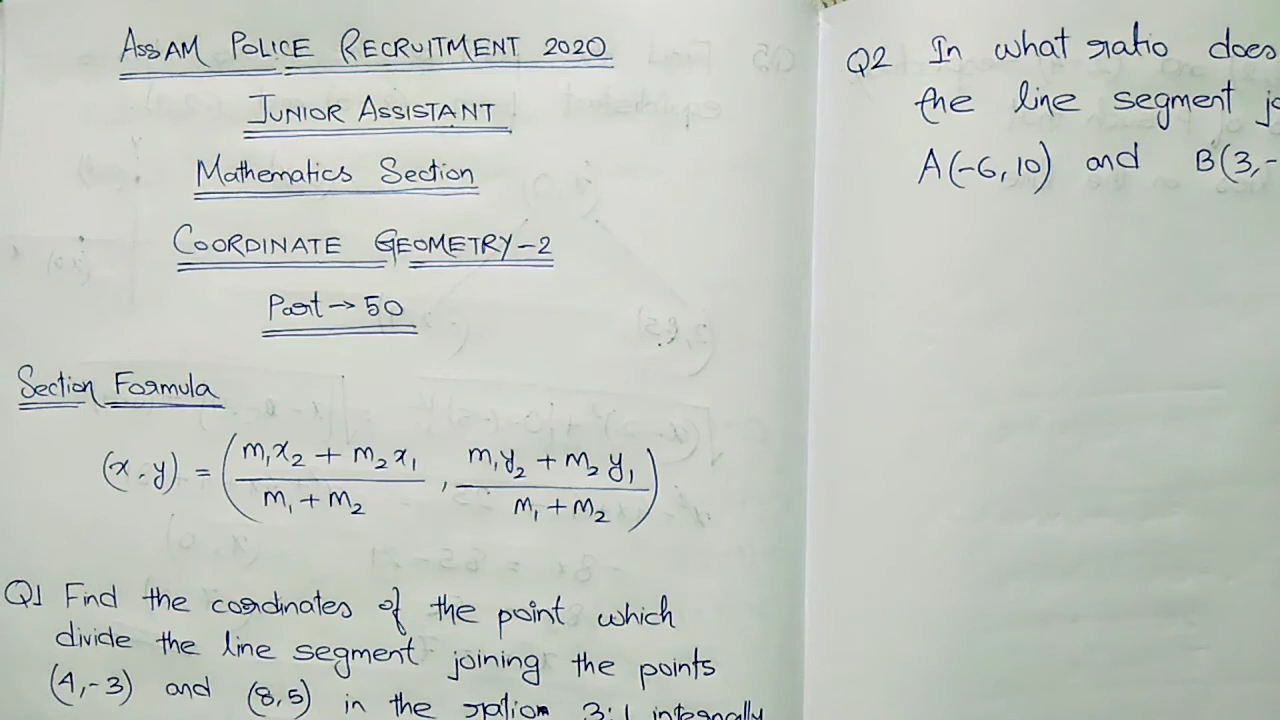 ASSAM POLICE RECRUITMENT 2020
JUNIOR ASSISTANT
Mathematics Section
COORDINATE GEOMETRY-2
Part → 50
Section Formula
(x, y) = ( m₁x₂ + m₂x₁ / m₁ + m₂ , m₁y₂ + m₂y₁ / m₁ + m₂ )
Q1 Find the coordinates of the point which
divide the line segment joining the points
(4,-3) and (8,5) in the ration 3:1 internally
Q2 In what ratio does
the line segment jo
A(-6,10) and B(3,-